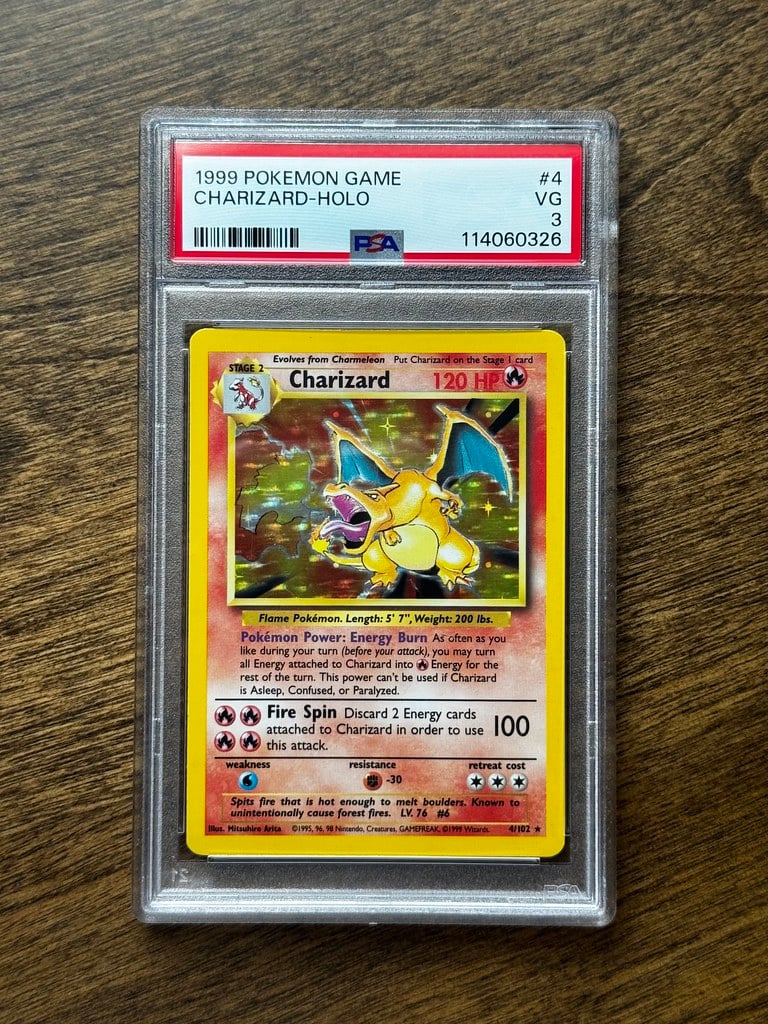 1999 POKEMON GAME #4
CHARIZARD-HOLO VG
3
PSA 114060326
Evolves from Charmeleon Put Charizard on the Stage 1 card
STAGE 2
Charizard 120 HP
Flame Pokémon. Length: 5' 7", Weight: 200 lbs.
Pokémon Power: Energy Burn As often as you
like during your turn (before your attack), you may turn
all Energy attached to Charizard into Energy for the
rest of the turn. This power can't be used if Charizard
is Asleep, Confused, or Paralyzed.
Fire Spin Discard 2 Energy cards
attached to Charizard in order to use 100
this attack.
weakness resistance retreat cost
-30
Spits fire that is hot enough to melt boulders. Known to
unintentionally cause forest fires. LV. 76 #6
Illus. Mitsuhiro Arita ©1995, 96, 98 Nintendo, Creatures, GAMEFREAK. ©1999 Wizards. 4/102 ★
PSA